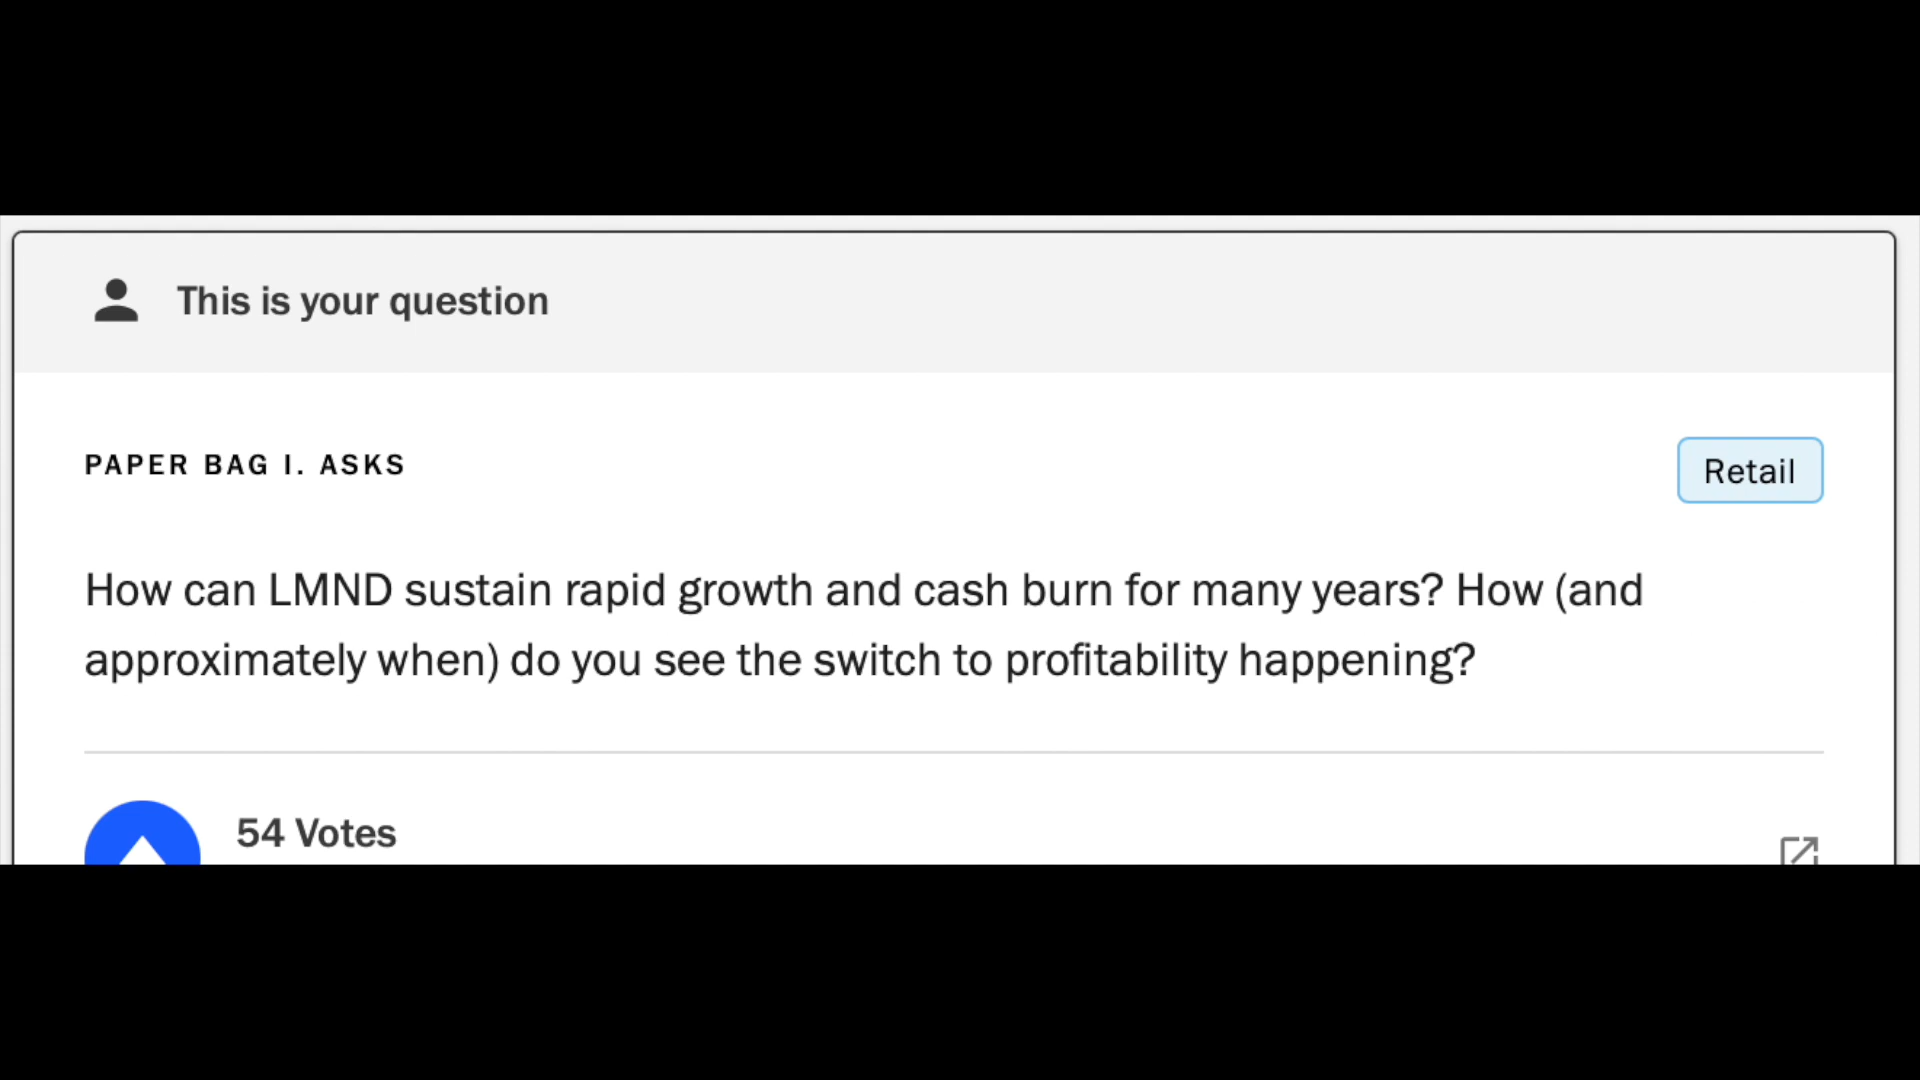 This is your question
PAPER BAG I. ASKS
Retail
How can LMND sustain rapid growth and cash burn for many years? How (and
approximately when) do you see the switch to profitability happening?
54 Votes